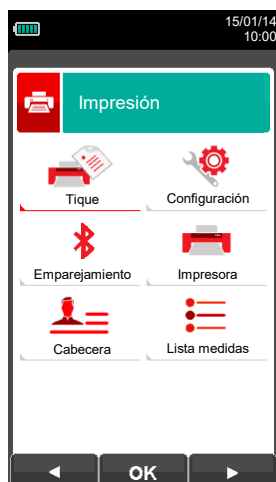 15/01/14
10:00
Impresión
Tique
Configuración
Emparejamiento
Impresora
Cabecera
Lista medidas
OK